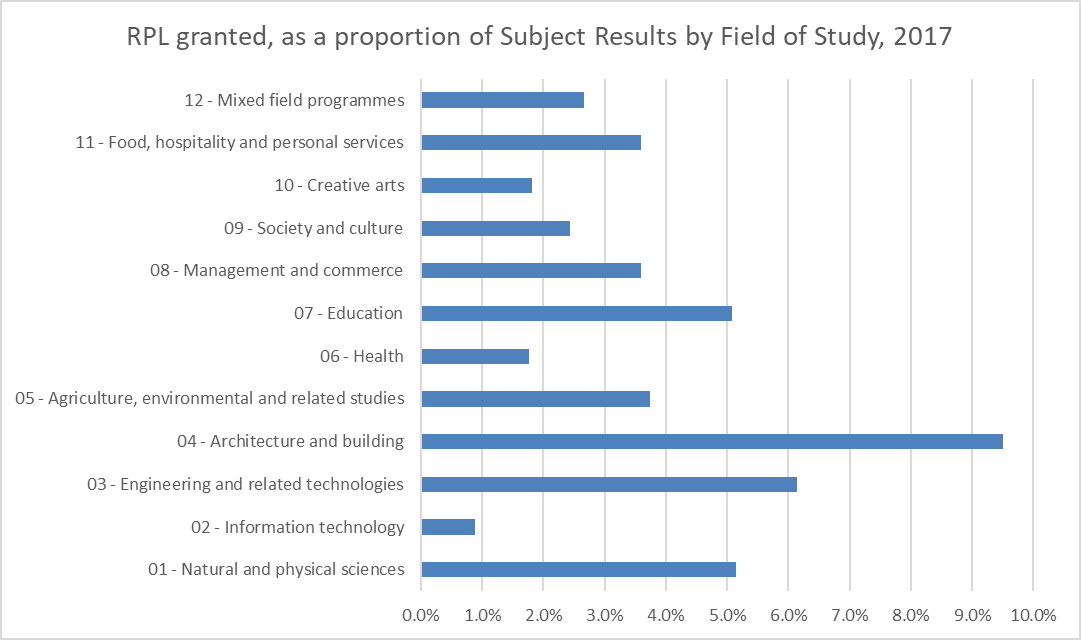 RPL granted, as a proportion of Subject Results by Field of Study, 2017
12 - Mixed field programmes
11 - Food, hospitality and personal services
10 - Creative arts
09 - Society and culture
08 - Management and commerce
07 - Education
06 - Health
05 - Agriculture, environmental and related studies
04 - Architecture and building
03 - Engineering and related technologies
02 - Information technology
01 - Natural and physical sciences
0.0% 1.0% 2.0% 3.0% 4.0% 5.0% 6.0% 7.0% 8.0% 9.0% 10.0%